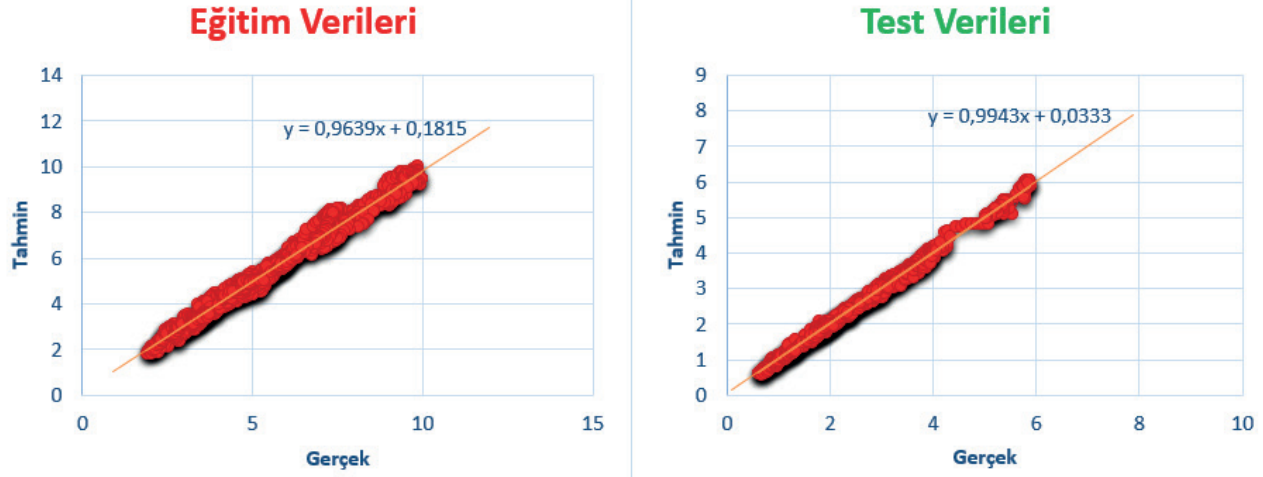 Eğitim Verileri
14
12
10
8
6
4
2
0
0 5 10 15
Tahmin
Gerçek
y = 0,9639x + 0,1815
Test Verileri
9
8
7
6
5
4
3
2
1
0
0 2 4 6 8 10
Tahmin
Gerçek
y = 0,9943x + 0,0333